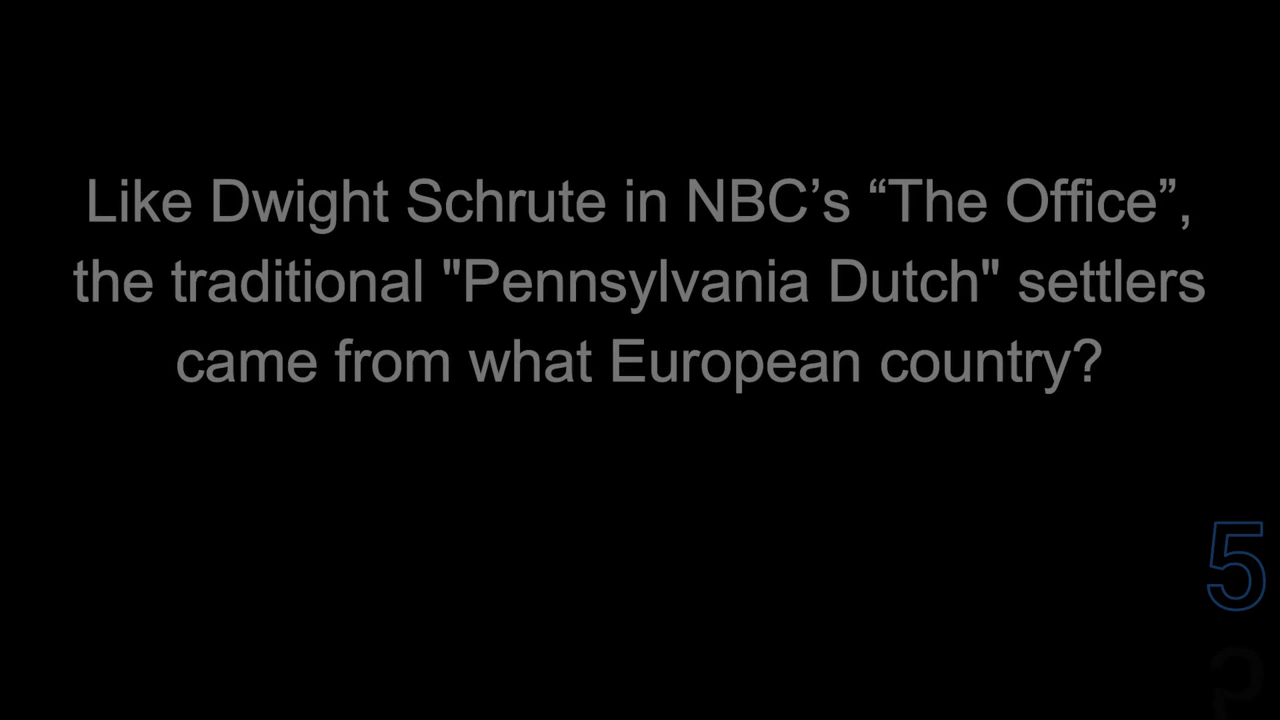 Like Dwight Schrute in NBC’s “The Office”,
the traditional "Pennsylvania Dutch" settlers
came from what European country?
5